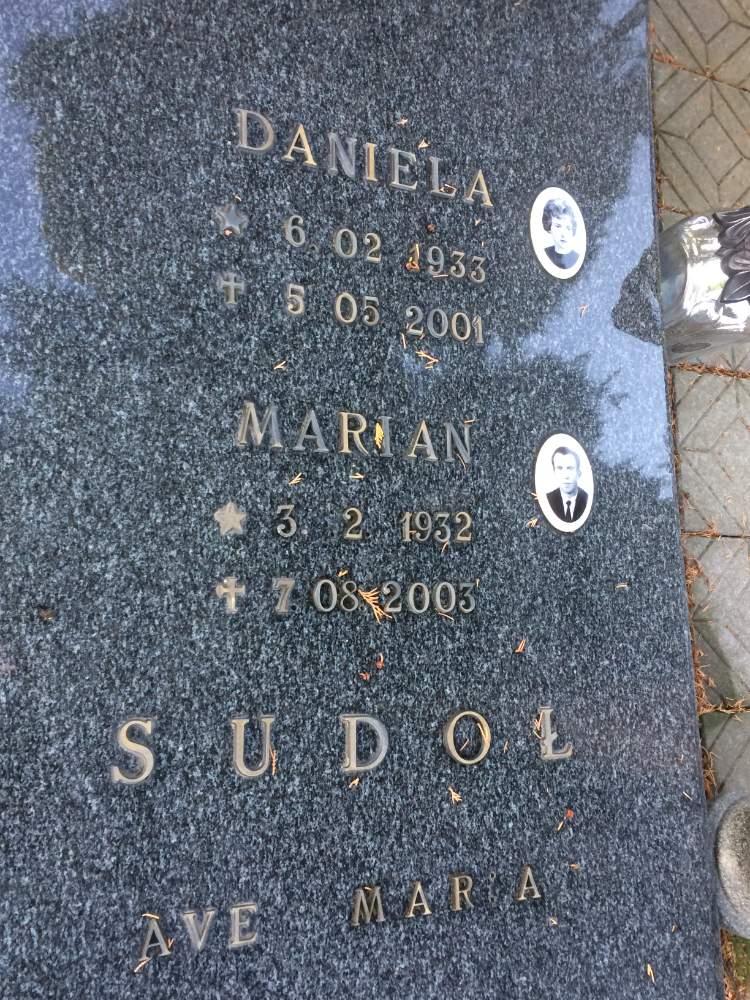 DANIELA
☆ 6. 02 1933
✝ 5 05 2001
MARIAN
☆ 3. 2. 1932
✝ 7 08 2003
SUDOŁ
AVE MARIA